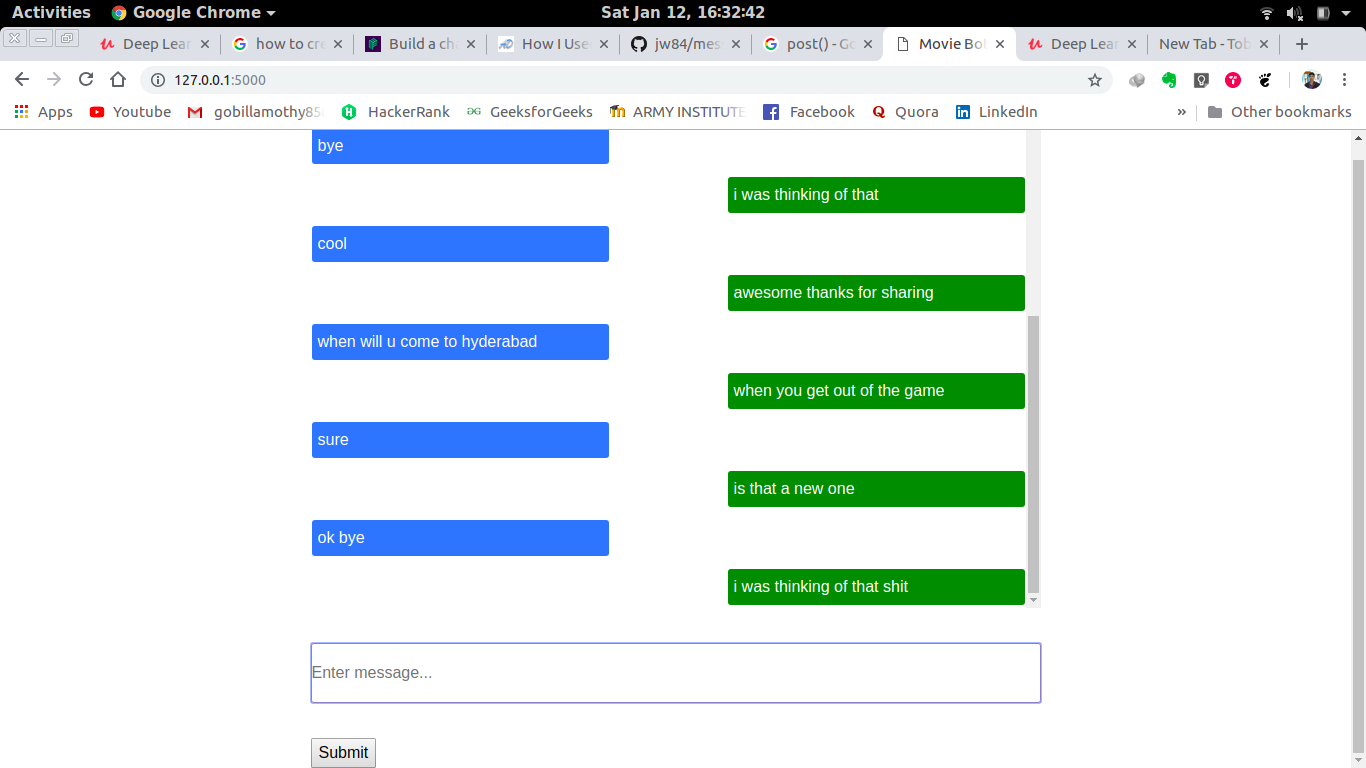 Activities Google Chrome Sat Jan 12, 16:32:42
Deep Lear how to cre Build a ch How I Use jw84/mes post() - Go Movie Bo Deep Lear New Tab - Tob
127.0.0.1:5000
Apps Youtube gobillamothy85 HackerRank GeeksforGeeks ARMY INSTITUTE Facebook Quora LinkedIn » Other bookmarks
bye
i was thinking of that
cool
awesome thanks for sharing
when will u come to hyderabad
when you get out of the game
sure
is that a new one
ok bye
i was thinking of that shit
Enter message...
Submit